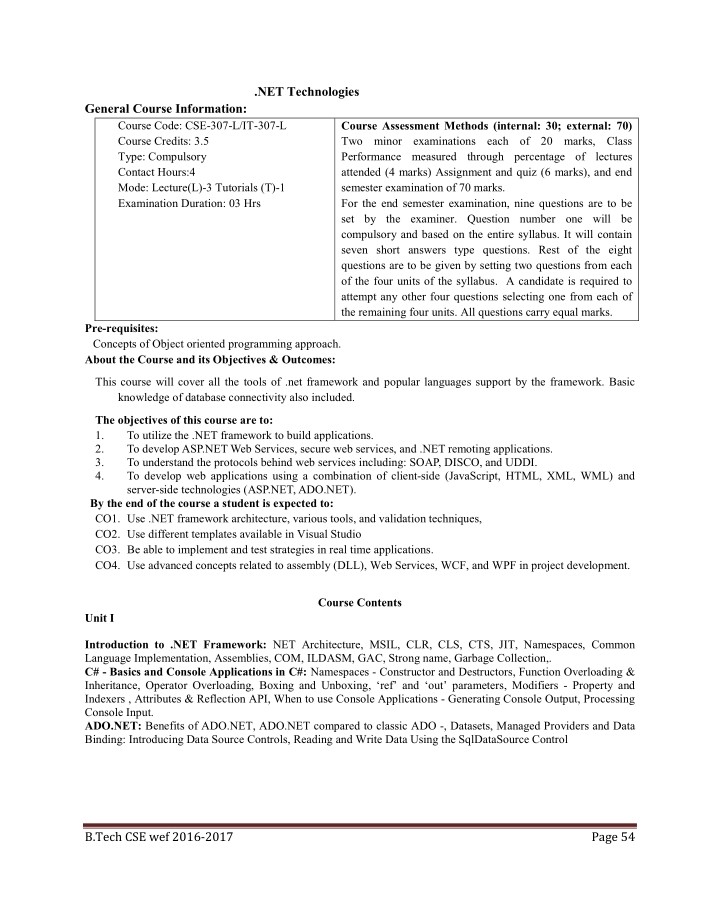 .NET Technologies
General Course Information:
Course Code: CSE-307-L/IT-307-L
Course Credits: 3.5
Type: Compulsory
Contact Hours:4
Mode: Lecture(L)-3 Tutorials (T)-1
Examination Duration: 03 Hrs
Course Assessment Methods (internal: 30; external: 70)
Two minor examinations each of 20 marks, Class
Performance measured through percentage of lectures
attended (4 marks) Assignment and quiz (6 marks), and end
semester examination of 70 marks.
For the end semester examination, nine questions are to be
set by the examiner. Question number one will be
compulsory and based on the entire syllabus. It will contain
seven short answers type questions. Rest of the eight
questions are to be given by setting two questions from each
of the four units of the syllabus. A candidate is required to
attempt any other four questions selecting one from each of
the remaining four units. All questions carry equal marks.
Pre-requisites:
Concepts of Object oriented programming approach.
About the Course and its Objectives & Outcomes:
This course will cover all the tools of .net framework and popular languages support by the framework. Basic
knowledge of database connectivity also included.
The objectives of this course are to:
1. To utilize the .NET framework to build applications.
2. To develop ASP.NET Web Services, secure web services, and .NET remoting applications.
3. To understand the protocols behind web services including: SOAP, DISCO, and UDDI.
4. To develop web applications using a combination of client-side (JavaScript, HTML, XML, WML) and
server-side technologies (ASP.NET, ADO.NET).
By the end of the course a student is expected to:
CO1. Use .NET framework architecture, various tools, and validation techniques,
CO2. Use different templates available in Visual Studio
CO3. Be able to implement and test strategies in real time applications.
CO4. Use advanced concepts related to assembly (DLL), Web Services, WCF, and WPF in project development.
Course Contents
Unit I
Introduction to .NET Framework: NET Architecture, MSIL, CLR, CLS, CTS, JIT, Namespaces, Common
Language Implementation, Assemblies, COM, ILDASM, GAC, Strong name, Garbage Collection,.
C# - Basics and Console Applications in C#: Namespaces - Constructor and Destructors, Function Overloading &
Inheritance, Operator Overloading, Boxing and Unboxing, ‘ref’ and ‘out’ parameters, Modifiers - Property and
Indexers , Attributes & Reflection API, When to use Console Applications - Generating Console Output, Processing
Console Input.
ADO.NET: Benefits of ADO.NET, ADO.NET compared to classic ADO -, Datasets, Managed Providers and Data
Binding: Introducing Data Source Controls, Reading and Write Data Using the SqlDataSource Control
B.Tech CSE wef 2016-2017 Page 54